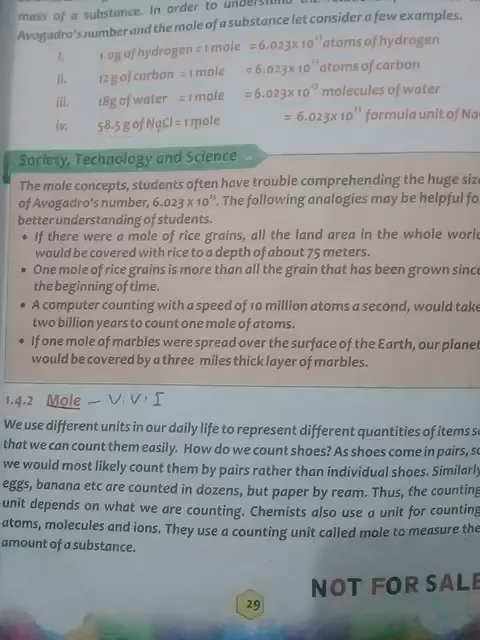 mass of a substance. In order to understand the
Avogadro's number and the mole of a substance let consider a few examples.
i. 1.0g of hydrogen = 1 mole = 6.023x 10²³ atoms of hydrogen
ii. 12g of carbon = 1 mole = 6.023x 10²³ atoms of carbon
iii. 18g of water = 1 mole = 6.023x 10²³ molecules of water
iv. 58.5 g of NaCl = 1 mole = 6.023x 10²³ formula unit of Na
Society, Technology and Science
The mole concepts, students often have trouble comprehending the huge siz
of Avogadro's number, 6.023 x 10²³. The following analogies may be helpful fo
better understanding of students.
• If there were a mole of rice grains, all the land area in the whole world
would be covered with rice to a depth of about 75 meters.
• One mole of rice grains is more than all the grain that has been grown since
the beginning of time.
• A computer counting with a speed of 10 million atoms a second, would take
two billion years to count one mole of atoms.
• If one mole of marbles were spread over the surface of the Earth, our planet
would be covered by a three miles thick layer of marbles.
1.4.2 Mole – V.V.I
We use different units in our daily life to represent different quantities of items so
that we can count them easily. How do we count shoes? As shoes come in pairs, so
we would most likely count them by pairs rather than individual shoes. Similarly
eggs, banana etc are counted in dozens, but paper by ream. Thus, the counting
unit depends on what we are counting. Chemists also use a unit for counting
atoms, molecules and ions. They use a counting unit called mole to measure the
amount of a substance.
29
NOT FOR SALE